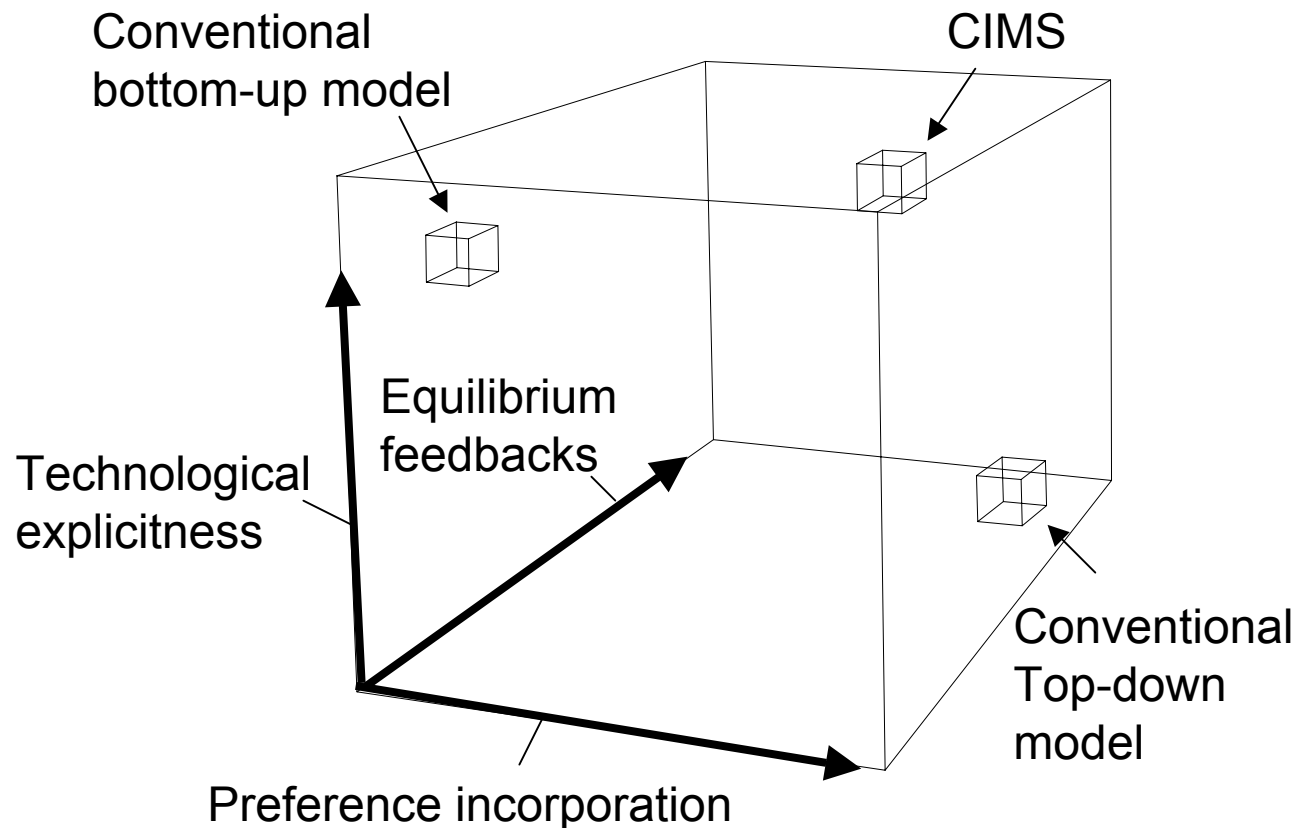 Conventional
bottom-up model
CIMS
Equilibrium
feedbacks
Technological
explicitness
Conventional
Top-down
model
Preference incorporation